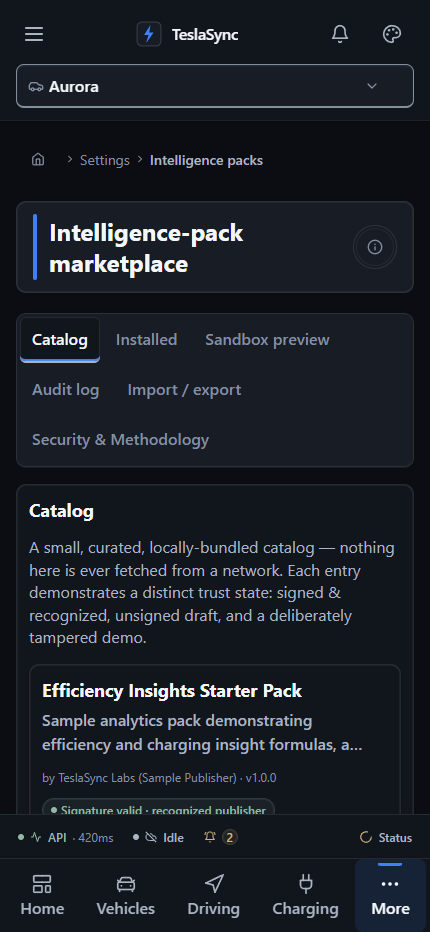 TeslaSync
Aurora
Settings
Intelligence packs
Intelligence-pack
marketplace
Catalog
Installed
Sandbox preview
Audit log
Import / export
Security & Methodology
Catalog
A small, curated, locally-bundled catalog — nothing
here is ever fetched from a network. Each entry
demonstrates a distinct trust state: signed &
recognized, unsigned draft, and a deliberately
tampered demo.
Efficiency Insights Starter Pack
Sample analytics pack demonstrating
efficiency and charging insight formulas, a…
by TeslaSync Labs (Sample Publisher) · v1.0.0
Signature valid · recognized publisher
API · 420ms
Idle
2
Status
Home
Vehicles
Driving
Charging
More